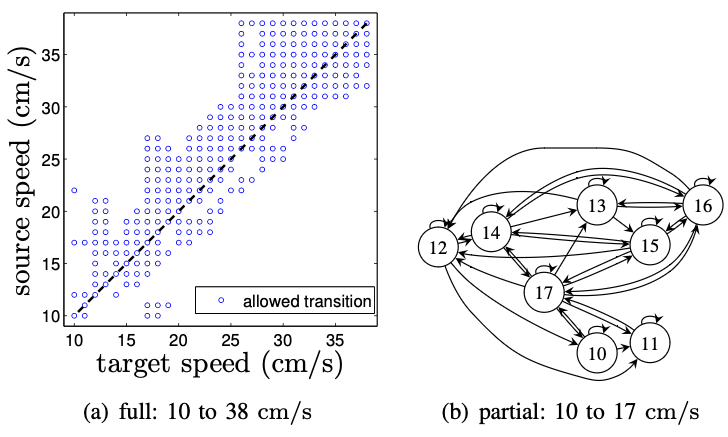 source speed (cm/s)
35
30
25
20
15
10
allowed transition
10 15 20 25 30 35
target speed (cm/s)
(a) full: 10 to 38 cm/s
13
16
14
12
15
17
11
10
(b) partial: 10 to 17 cm/s